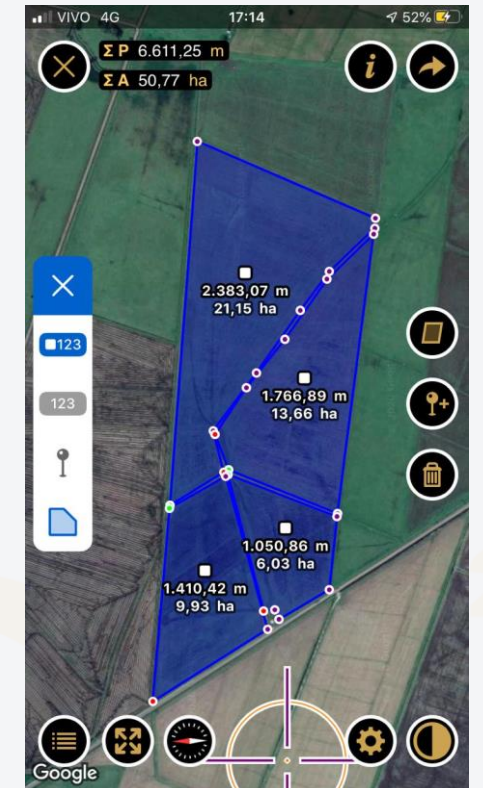 VIVO 4G 17:14 52%
Σ P 6.611,25 m
Σ A 50,77 ha
i
2.383,07 m
21,15 ha
123
1.766,89 m
13,66 ha
123
1.050,86 m
6,03 ha
1.410,42 m
9,93 ha
Google